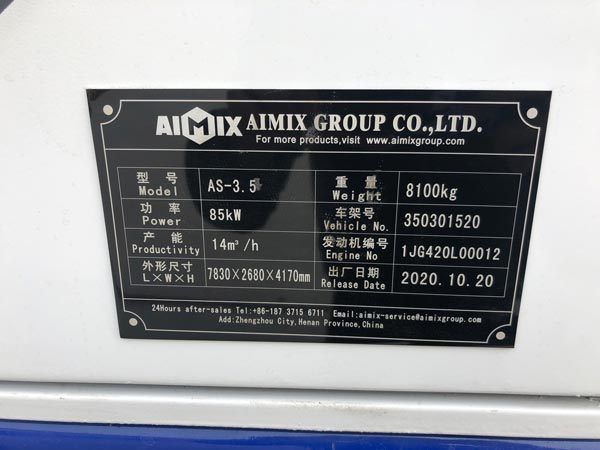 AIMIX AIMIX GROUP CO.,LTD.
For more products,visit www.aimixgroup.com
型号 Model AS-3.5 重量 Weight 8100kg
功率 Power 85kW 车架号 Vehicle No. 350301520
产能 Productivity 14m³/h 发动机编号 Engine No 1JG420L00012
外形尺寸 L×W×H 7830×2680×4170mm 出厂日期 Release Date 2020.10.20
24Hours after-sales Tel:+86-187 3715 6711 Email:aimix-service@aimixgroup.com
Add:Zhengzhou City,Henan Province,China